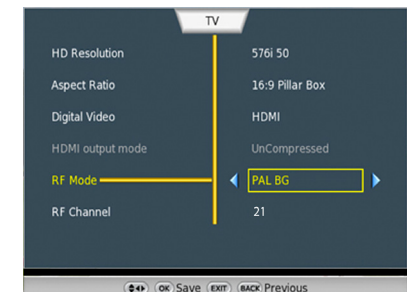 TV
HD Resolution 576i 50
Aspect Ratio 16:9 Pillar Box
Digital Video HDMI
HDMI output mode UnCompressed
RF Mode PAL BG
RF Channel 21
OK Save EXIT BACK Previous